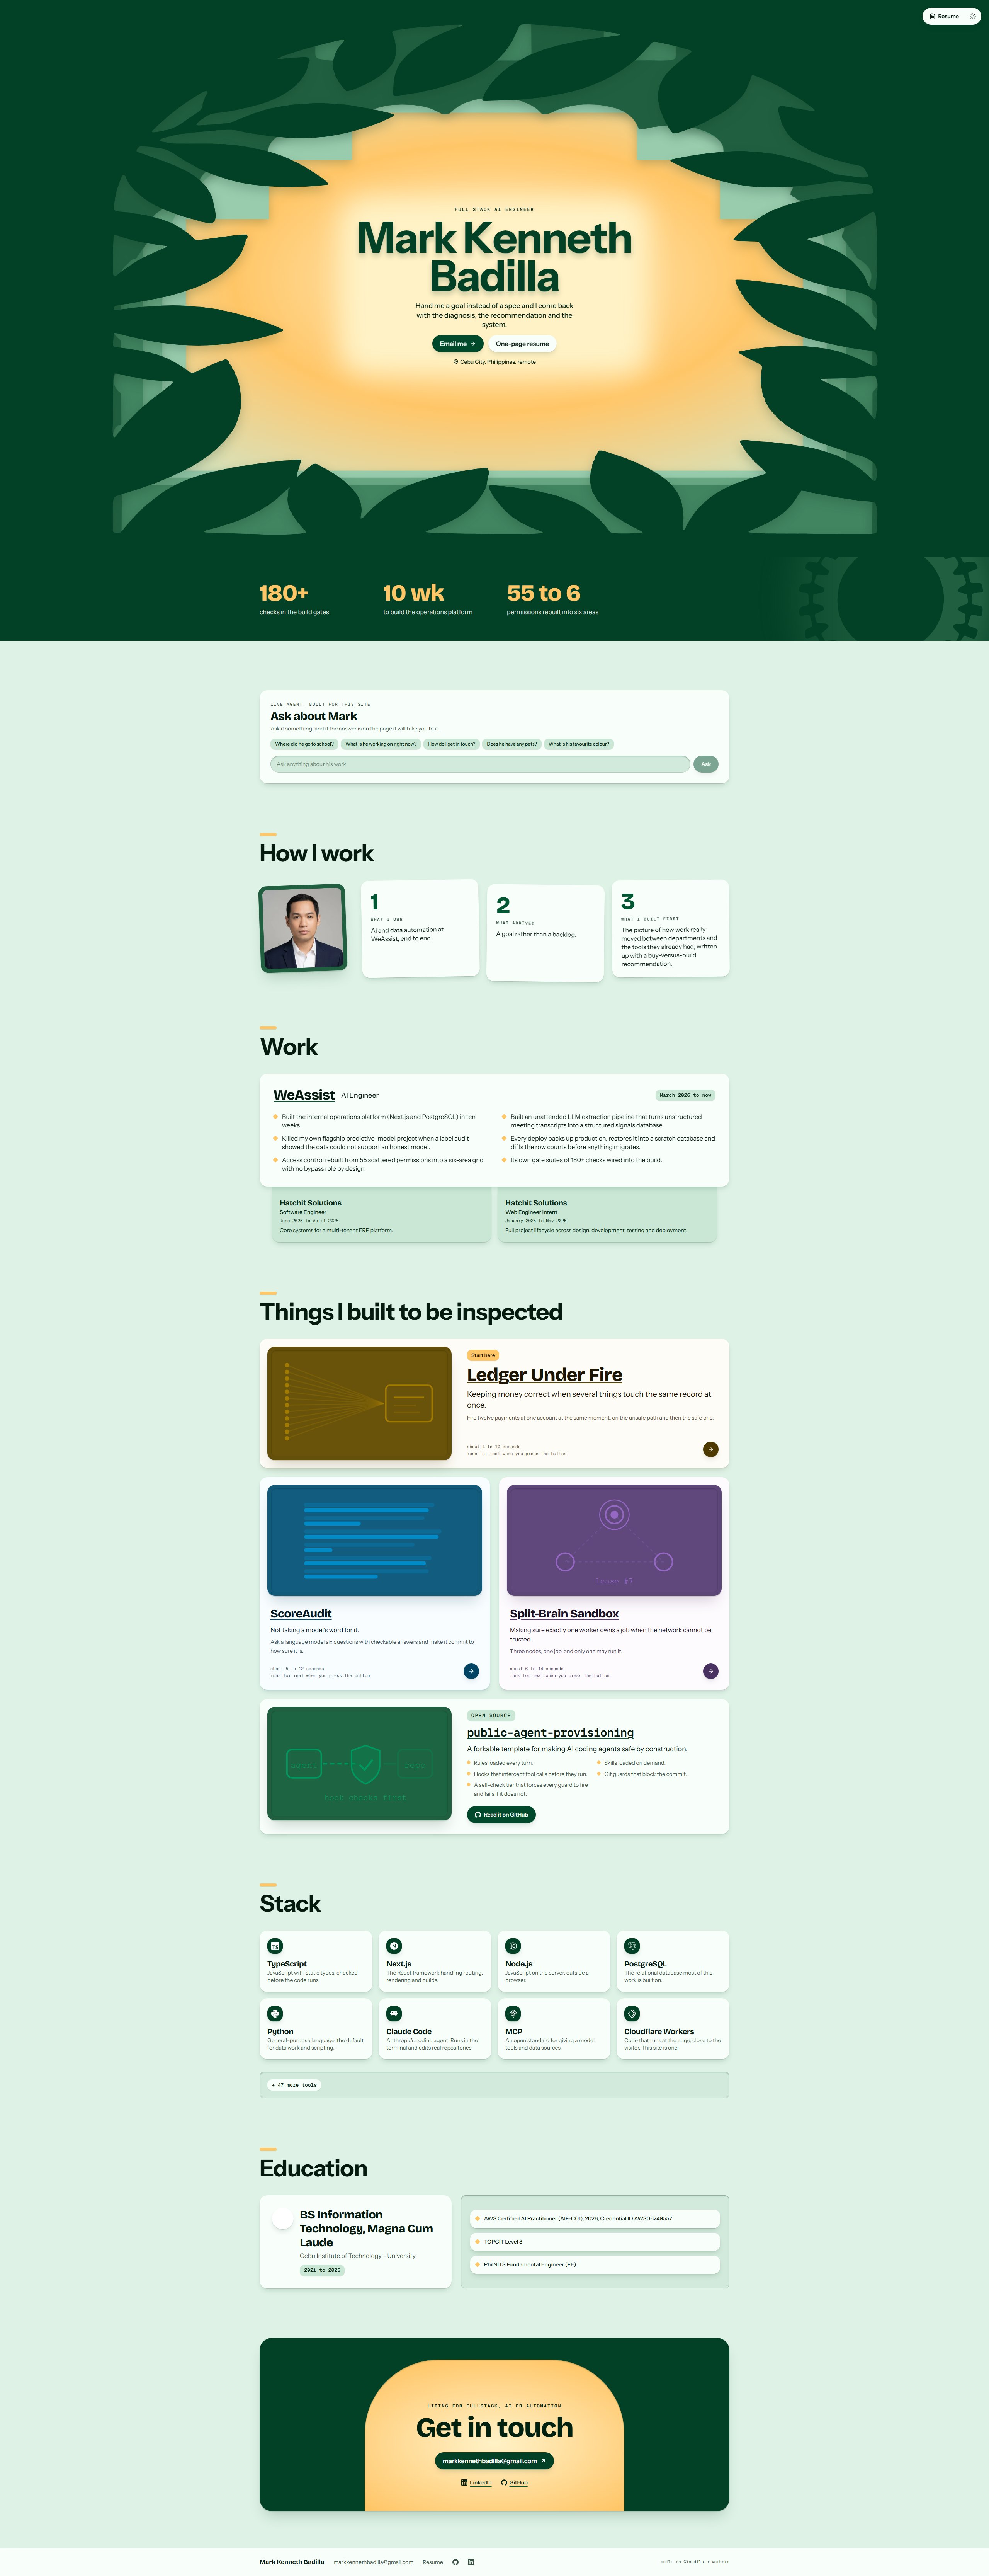 Resume
FULL STACK AI ENGINEER
Mark Kenneth
Badilla
Hand me a goal instead of a spec and I come back
with the diagnosis, the recommendation and the
system.
Email me
One-page resume
Cebu City, Philippines, remote
180+
checks in the build gates
10 wk
to build the operations platform
55 to 6
permissions rebuilt into six areas
LIVE AGENT, BUILT FOR THIS SITE
Ask about Mark
Ask it something, and if the answer is on the page it will take you to it.
Where did he go to school?
What is he working on right now?
How do I get in touch?
Does he have any pets?
What is his favourite colour?
Ask anything about his work
Ask
How I work
1
WHAT I OWN
AI and data automation at
WeAssist, end to end.
2
WHAT ARRIVES
A goal rather than a backlog.
3
WHAT I BUILT FIRST
The picture of how work really
moved between departments and
the tools they already had, written
up with a buy-versus-build
recommendation.
Work
WeAssist AI Engineer
March 2026 to now
Built the internal operations platform (Next.js and PostgreSQL) in ten
weeks.
Killed my own flagship predictive-model project when a label audit
showed the data could not support an honest model.
Access control rebuilt from 55 scattered permissions into a six-area grid
with no bypass role by design.
Built an unattended LLM extraction pipeline that turns unstructured
meeting transcripts into a structured signals database.
Every deploy backs up production, restores it into a scratch database and
diffs the row counts before anything migrates.
Its own gate suites of 180+ checks wired into the build.
Hatchit Solutions
Software Engineer
June 2025 to April 2026
Core systems for a multi-tenant ERP platform.
Hatchit Solutions
Web Engineer Intern
January 2025 to May 2025
Full project lifecycle across design, development, testing and deployment.
Things I built to be inspected
Start here
Ledger Under Fire
Keeping money correct when several things touch the same record at
once.
Fire twelve payments at one account at the same moment, on the unsafe path and then the safe one.
about 4 to 10 seconds
runs for real when you press the button
ScoreAudit
Not taking a model's word for it.
Ask a language model six questions with checkable answers and make it commit to
how sure it is.
about 5 to 12 seconds
runs for real when you press the button
lease #7
Split-Brain Sandbox
Making sure exactly one worker owns a job when the network cannot be
trusted.
Three nodes, one job, and only one may run it.
about 6 to 14 seconds
runs for real when you press the button
agent
repo
hook checks first
OPEN SOURCE
public-agent-provisioning
A forkable template for making AI coding agents safe by construction.
Rules loaded every turn.
Skills loaded on demand.
Hooks that intercept tool calls before they run.
Git guards that block the commit.
A self-check tier that forces every guard to fire
and fails if it does not.
Read it on GitHub
Stack
TypeScript
JavaScript with static types, checked
before the code runs.
Next.js
The React framework handling routing,
rendering and builds.
Node.js
JavaScript on the server, outside a
browser.
PostgreSQL
The relational database most of this
work is built on.
Python
General-purpose language, the default
for data work and scripting.
Claude Code
Anthropic's coding agent. Runs in the
terminal and edits real repositories.
MCP
An open standard for giving a model
tools and data sources.
Cloudflare Workers
Code that runs at the edge, close to the
visitor. This site is one.
+ 47 more tools
Education
BS Information
Technology, Magna Cum
Laude
Cebu Institute of Technology - University
2021 to 2025
AWS Certified AI Practitioner (AIF-C01), 2026, Credential ID AWS06249557
TOPCIT Level 3
PhilNITS Fundamental Engineer (FE)
HIRING FOR FULLSTACK, AI OR AUTOMATION
Get in touch
markkennethbadilla@gmail.com
LinkedIn
GitHub
Mark Kenneth Badilla
markkennethbadilla@gmail.com
Resume
built on Cloudflare Workers